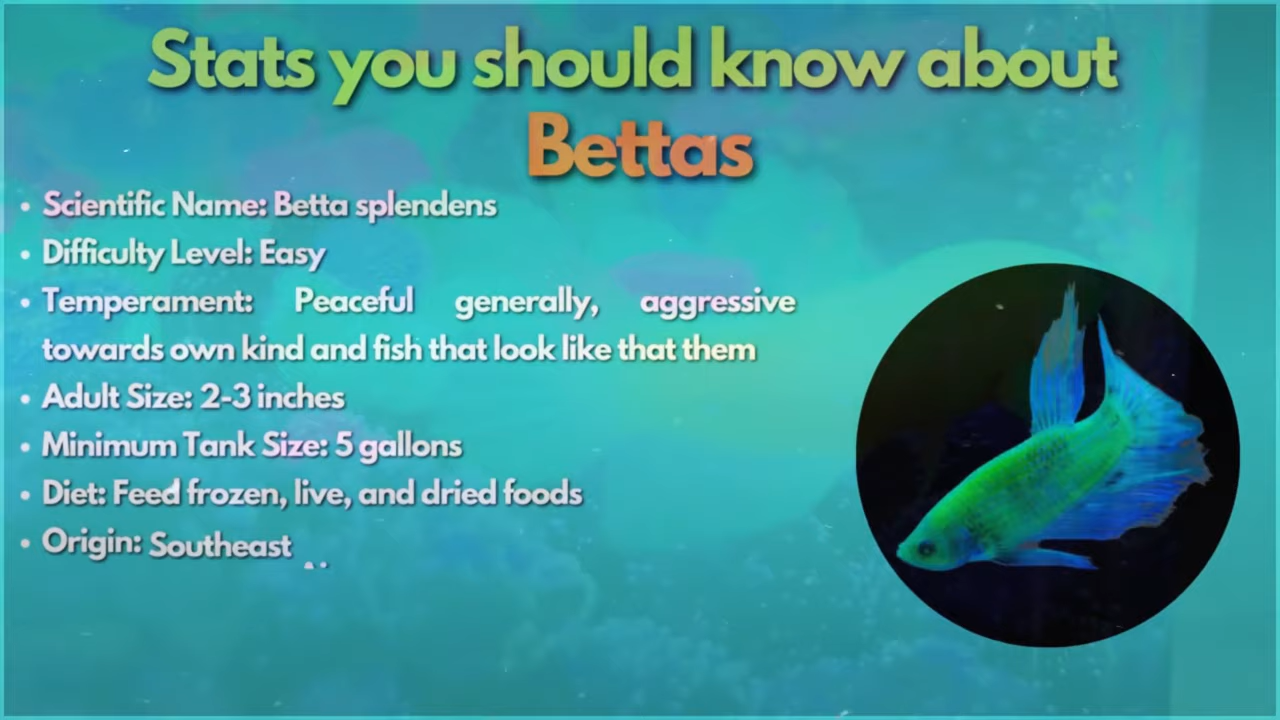 Stats you should know about
Bettas
• Scientific Name: Betta splendens
• Difficulty Level: Easy
• Temperament: Peaceful generally, aggressive
towards own kind and fish that look like that them
• Adult Size: 2-3 inches
• Minimum Tank Size: 5 gallons
• Diet: Feed frozen, live, and dried foods
• Origin: Southeast